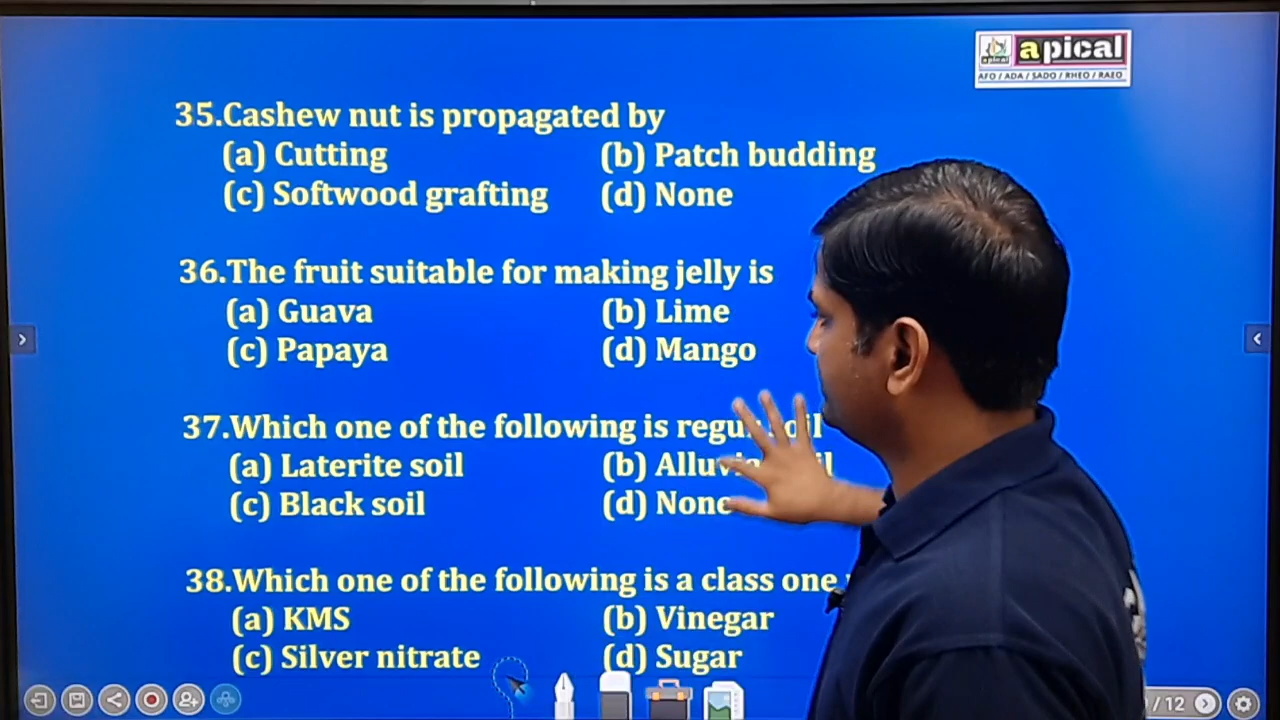 apical
AFO / ADA / SADO / RHEO / RAEO
35.Cashew nut is propagated by
(a) Cutting (b) Patch budding
(c) Softwood grafting (d) None
36.The fruit suitable for making jelly is
(a) Guava (b) Lime
(c) Papaya (d) Mango
37.Which one of the following is regur soil
(a) Laterite soil (b) Alluvial soil
(c) Black soil (d) None
38.Which one of the following is a class one
(a) KMS (b) Vinegar
(c) Silver nitrate (d) Sugar
/ 12